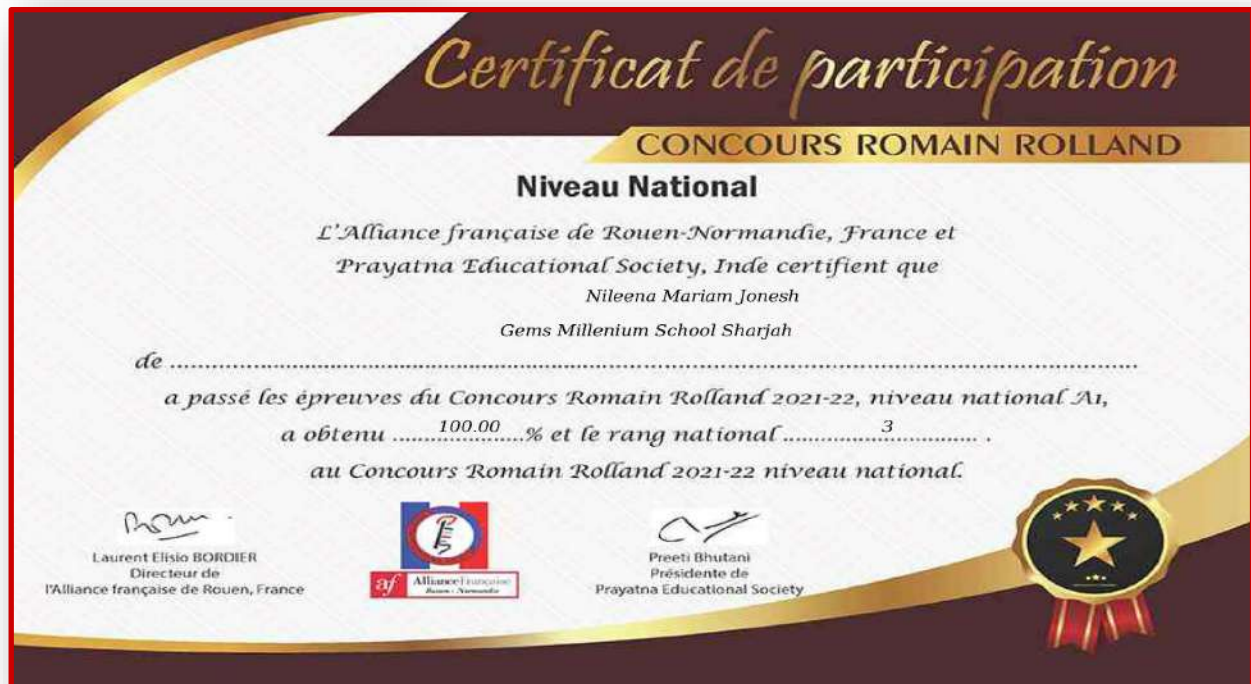 Certificat de participation
CONCOURS ROMAIN ROLLAND
Niveau National
L'Alliance française de Rouen-Normandie, France et
Prayatna Educational Society, Inde certifient que
Nileena Mariam Jonesh
Gems Millenium School Sharjah
de ....................................................................................................
a passé les épreuves du Concours Romain Rolland 2021-22, niveau national A1,
a obtenu ......100.00......% et le rang national ..........3.......... .
au Concours Romain Rolland 2021-22 niveau national.
Laurent Elisio BORDIER
Directeur de
l'Alliance française de Rouen, France
PES
af AllianceFrançaise
Rouen - Normandie
Preeti Bhutani
Présidente de
Prayatna Educational Society